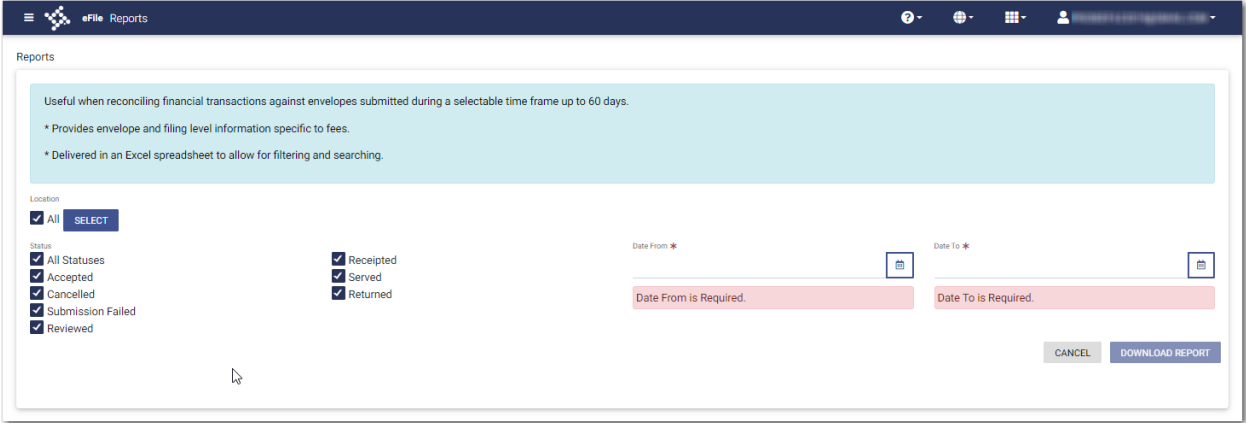 eFile Reports
Reports
Useful when reconciling financial transactions against envelopes submitted during a selectable time frame up to 60 days.
* Provides envelope and filing level information specific to fees.
* Delivered in an Excel spreadsheet to allow for filtering and searching.
Location
All SELECT
Status
All Statuses
Accepted
Cancelled
Submission Failed
Reviewed
Receipted
Served
Returned
Date From *
Date From is Required.
Date To *
Date To is Required.
CANCEL DOWNLOAD REPORT